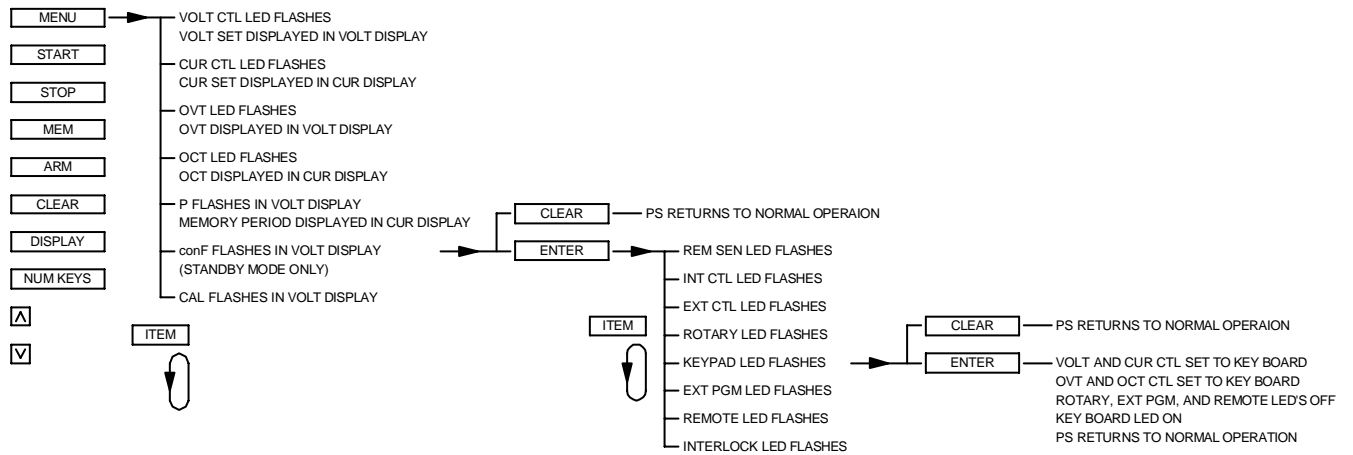 MENU
START
STOP
MEM
ARM
CLEAR
DISPLAY
NUM KEYS
VOLT CTL LED FLASHES
VOLT SET DISPLAYED IN VOLT DISPLAY
CUR CTL LED FLASHES
CUR SET DISPLAYED IN CUR DISPLAY
OVT LED FLASHES
OVT DISPLAYED IN VOLT DISPLAY
OCT LED FLASHES
OCT DISPLAYED IN CUR DISPLAY
P FLASHES IN VOLT DISPLAY
MEMORY PERIOD DISPLAYED IN CUR DISPLAY
conF FLASHES IN VOLT DISPLAY
(STANDBY MODE ONLY)
CAL FLASHES IN VOLT DISPLAY
ITEM
CLEAR
PS RETURNS TO NORMAL OPERAION
ENTER
REM SEN LED FLASHES
INT CTL LED FLASHES
EXT CTL LED FLASHES
ROTARY LED FLASHES
KEYPAD LED FLASHES
EXT PGM LED FLASHES
REMOTE LED FLASHES
INTERLOCK LED FLASHES
ITEM
CLEAR
PS RETURNS TO NORMAL OPERAION
ENTER
VOLT AND CUR CTL SET TO KEY BOARD
OVT AND OCT CTL SET TO KEY BOARD
ROTARY, EXT PGM, AND REMOTE LED'S OFF
KEY BOARD LED ON
PS RETURNS TO NORMAL OPERATION